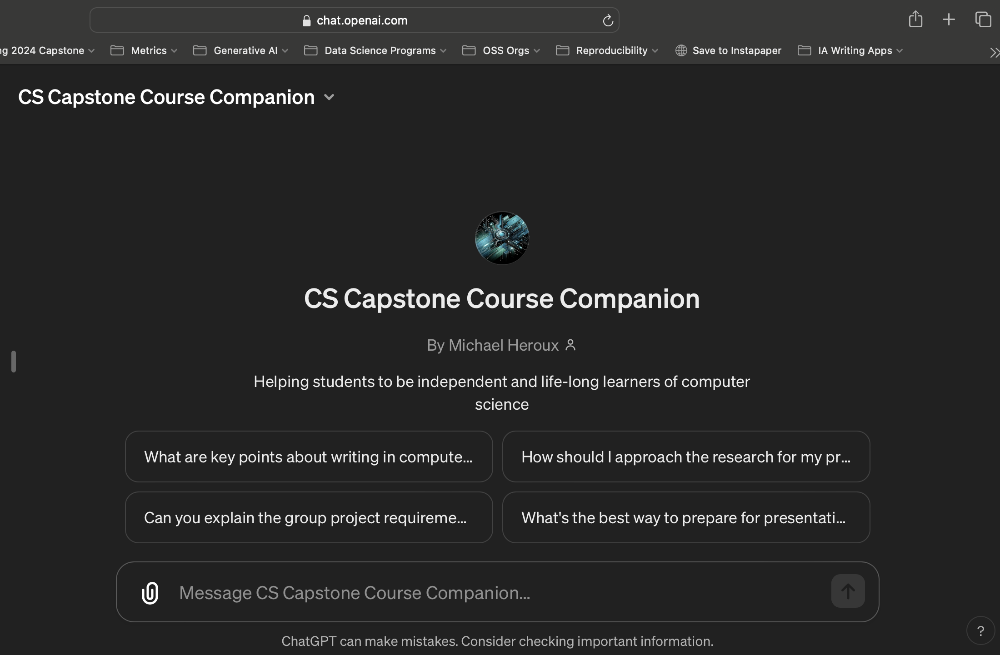 chat.openai.com
ng 2024 Capstone Metrics Generative AI Data Science Programs OSS Orgs Reproducibility Save to Instapaper IA Writing Apps
CS Capstone Course Companion
CS Capstone Course Companion
By Michael Heroux
Helping students to be independent and life-long learners of computer
science
What are key points about writing in compute...
How should I approach the research for my pr...
Can you explain the group project requireme...
What's the best way to prepare for presentati...
Message CS Capstone Course Companion...
?
ChatGPT can make mistakes. Consider checking important information.